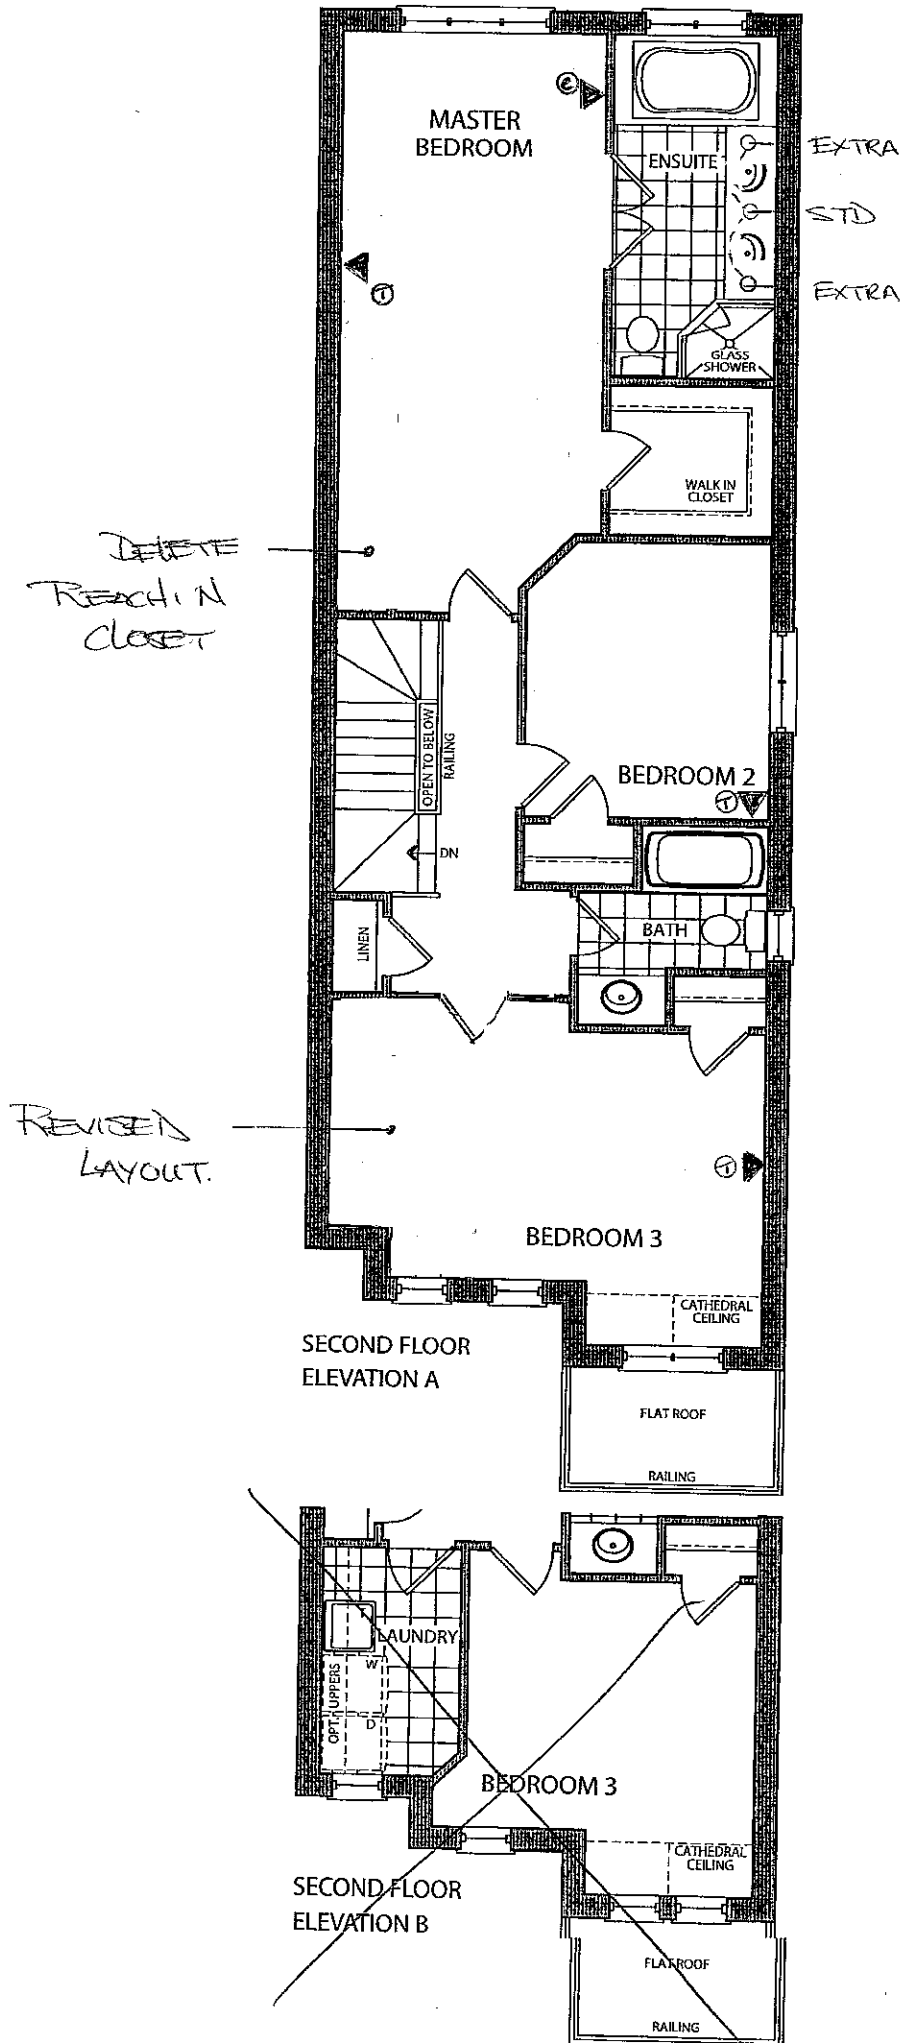 MASTER
BEDROOM
C
ENSUITE
EXTRA
STD
EXTRA
T
GLASS
SHOWER
WALK IN
CLOSET
DELETE
REACH IN
CLOSET
OPEN TO BELOW
RAILING
BEDROOM 2
T
DN
LINEN
BATH
REVISED
LAYOUT.
T
BEDROOM 3
CATHEDRAL
CEILING
SECOND FLOOR
ELEVATION A
FLAT ROOF
RAILING
LAUNDRY
W
D
OPT. UPPERS
BEDROOM 3
CATHEDRAL
CEILING
SECOND FLOOR
ELEVATION B
FLAT ROOF
RAILING